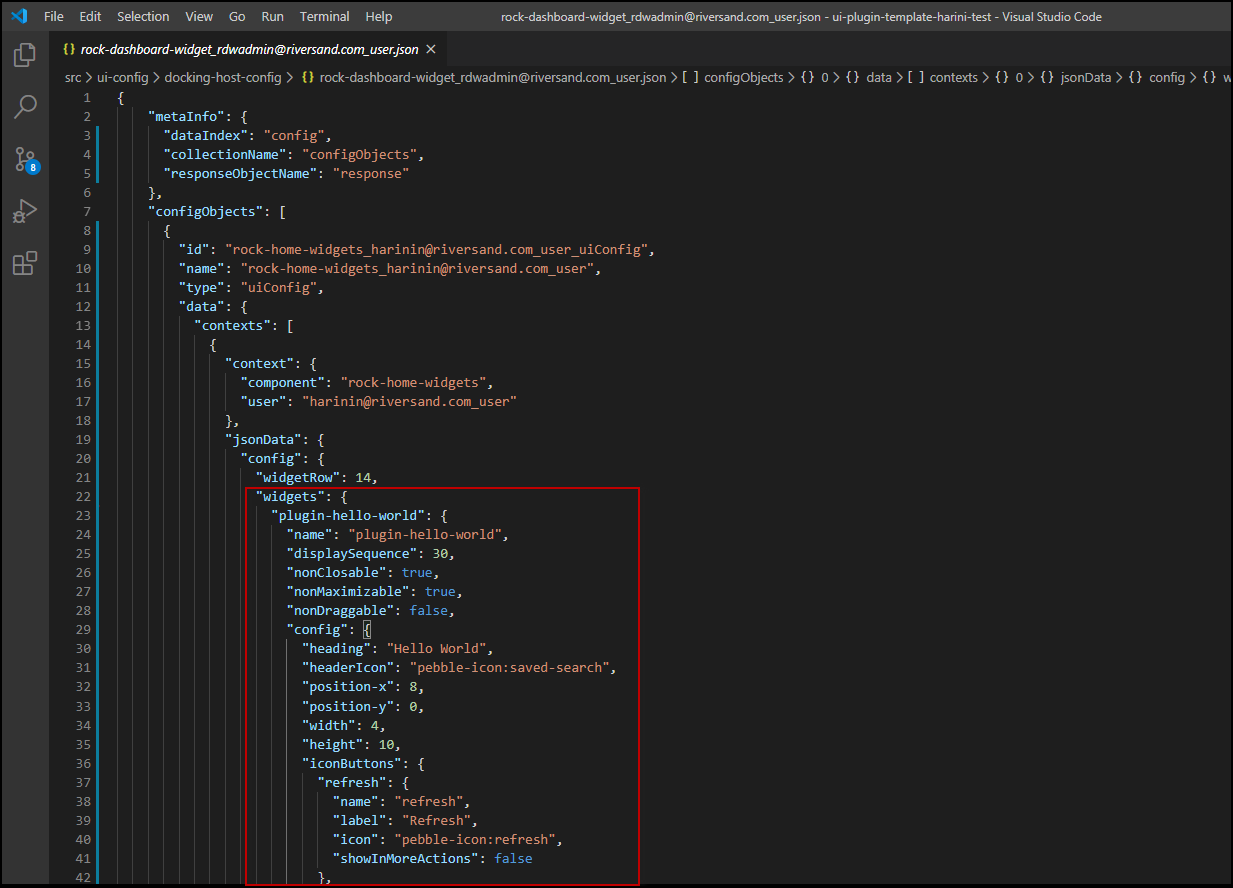 File Edit Selection View Go Run Terminal Help rock-dashboard-widget_rdwadmin@riversand.com_user.json - ui-plugin-template-harini-test - Visual Studio Code
{} rock-dashboard-widget_rdwadmin@riversand.com_user.json ×
src > ui-config > docking-host-config > {} rock-dashboard-widget_rdwadmin@riversand.com_user.json > [ ] configObjects > {} 0 > {} data > [ ] contexts > {} 0 > {} jsonData > {} config > {} w
1 {
2 "metaInfo": {
3 "dataIndex": "config",
4 "collectionName": "configObjects",
5 "responseObjectName": "response"
6 },
7 "configObjects": [
8 {
9 "id": "rock-home-widgets_harinin@riversand.com_user_uiConfig",
10 "name": "rock-home-widgets_harinin@riversand.com_user",
11 "type": "uiConfig",
12 "data": {
13 "contexts": [
14 {
15 "context": {
16 "component": "rock-home-widgets",
17 "user": "harinin@riversand.com_user"
18 },
19 "jsonData": {
20 "config": {
21 "widgetRow": 14,
22 "widgets": {
23 "plugin-hello-world": {
24 "name": "plugin-hello-world",
25 "displaySequence": 30,
26 "nonClosable": true,
27 "nonMaximizable": true,
28 "nonDraggable": false,
29 "config": {
30 "heading": "Hello World",
31 "headerIcon": "pebble-icon:saved-search",
32 "position-x": 8,
33 "position-y": 0,
34 "width": 4,
35 "height": 10,
36 "iconButtons": {
37 "refresh": {
38 "name": "refresh",
39 "label": "Refresh",
40 "icon": "pebble-icon:refresh",
41 "showInMoreActions": false
42 },
8